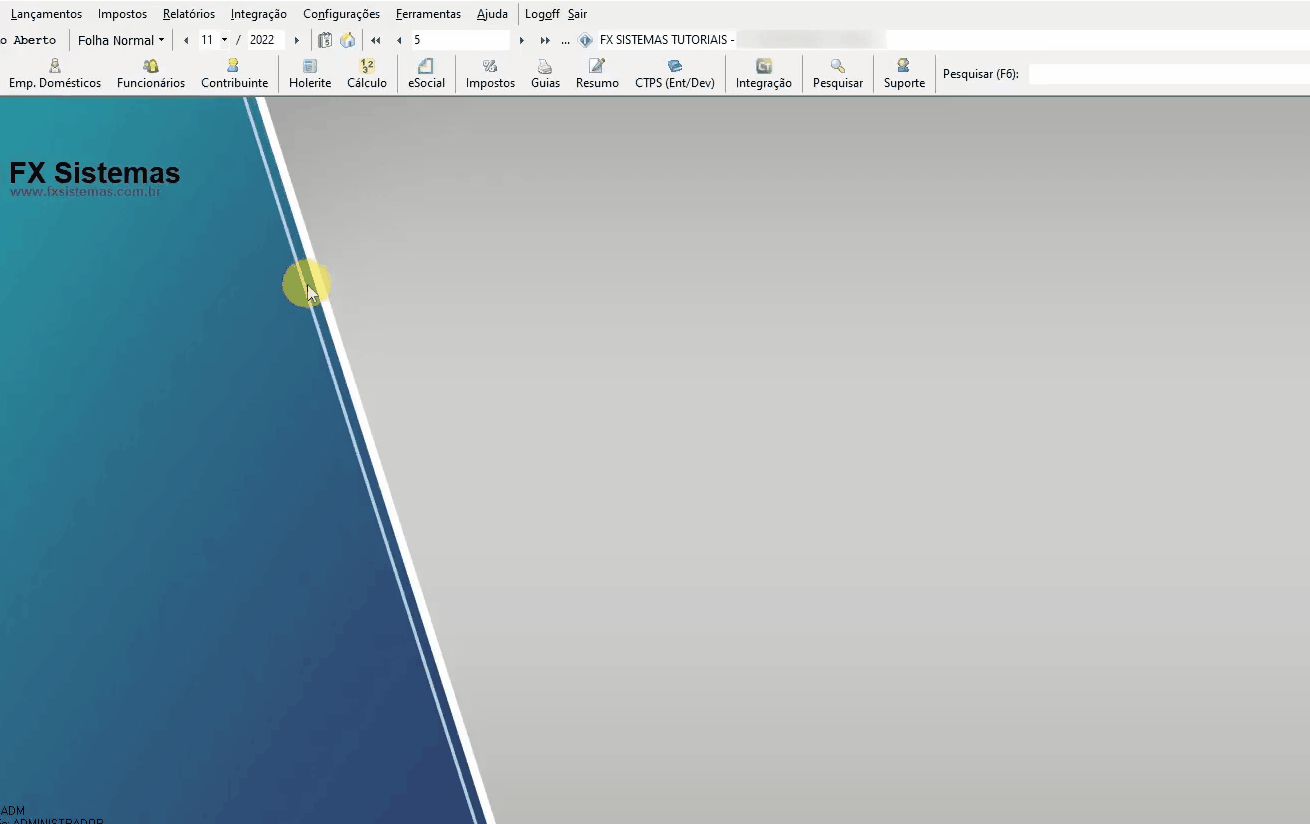 Lançamentos Impostos Relatórios Integração Configurações Ferramentas Ajuda Logoff Sair
o Aberto Folha Normal 11 / 2022 5 ... FX SISTEMAS TUTORIAIS -
Emp. Domésticos Funcionários Contribuinte Holerite Cálculo eSocial Impostos Guias Resumo CTPS (Ent/Dev) Integração Pesquisar Suporte Pesquisar (F6):
FX Sistemas
www.fxsistemas.com.br
ADM
ADMINISTRADOR